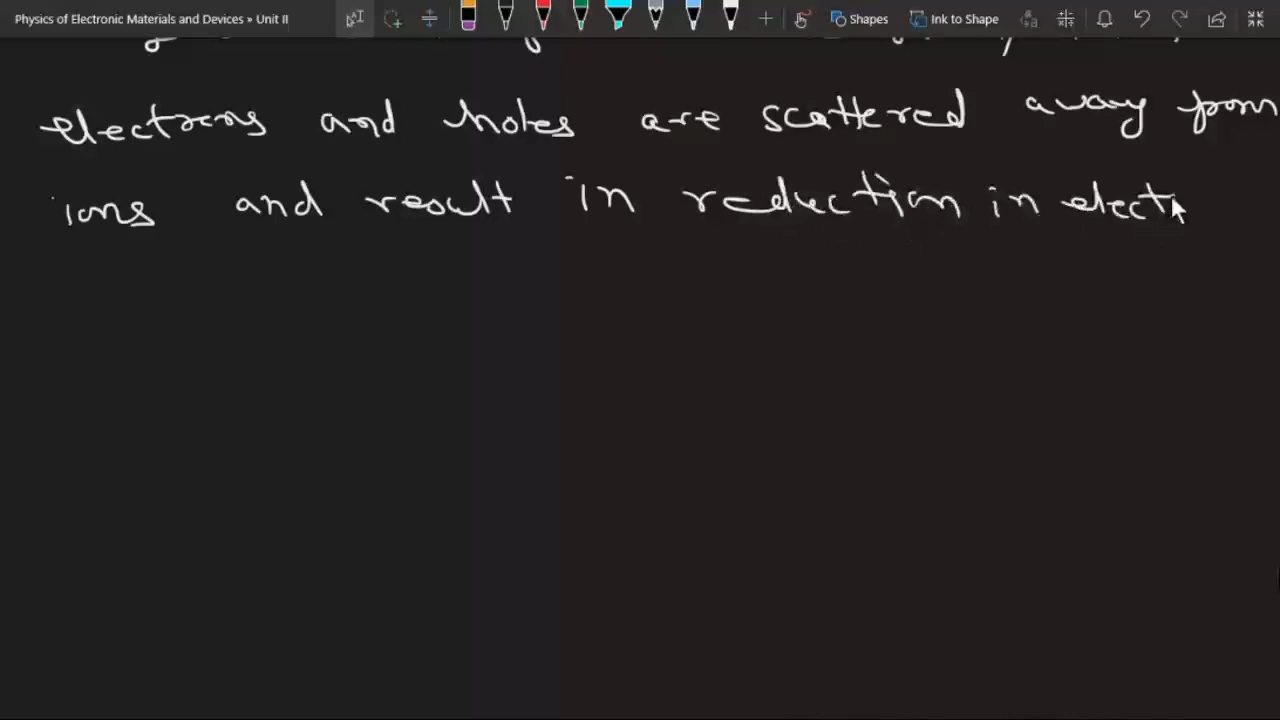 Physics of Electronic Materials and Devices » Unit II
Shapes
Ink to Shape
electrons and holes are scattered away from
ions and result in reduction in elect